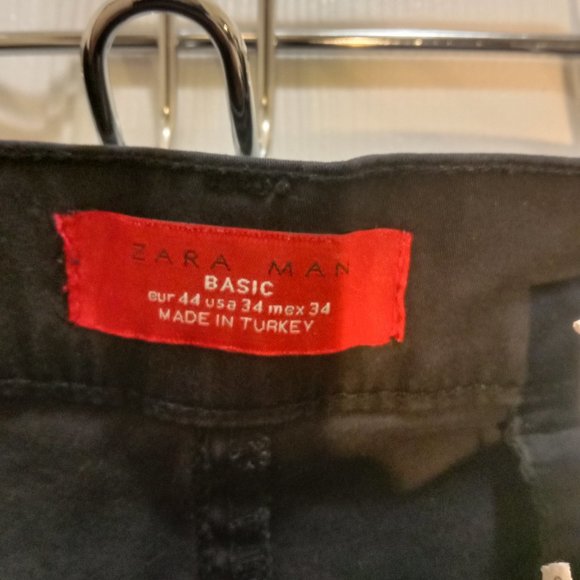 ZARA MAN
BASIC
eur 44 usa 34 mex 34
MADE IN TURKEY